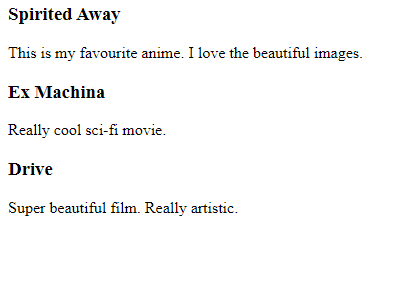 Spirited Away
This is my favourite anime. I love the beautiful images.
Ex Machina
Really cool sci-fi movie.
Drive
Super beautiful film. Really artistic.